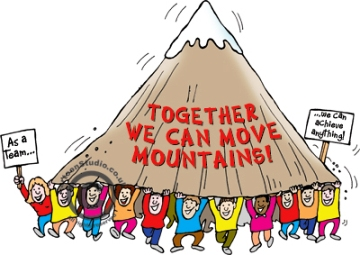 As a
Team...
TOGETHER
WE CAN MOVE
MOUNTAINS!
...we can
achieve
anything!